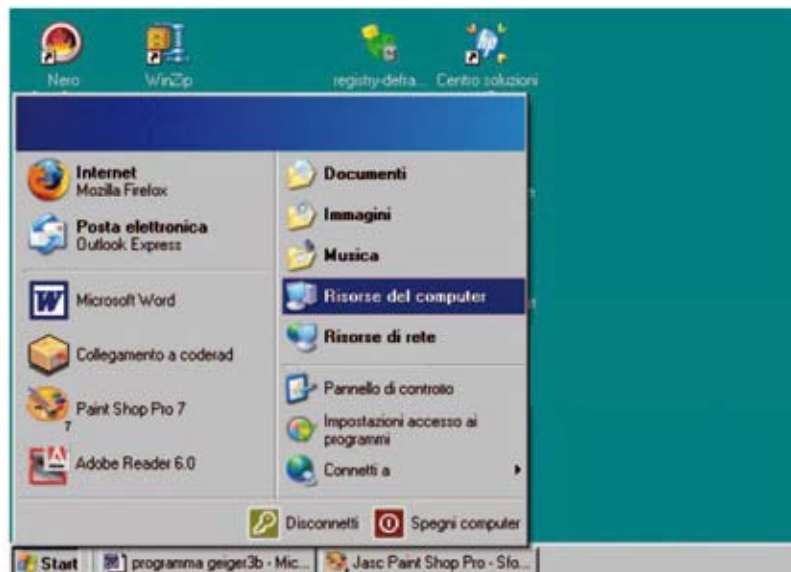 Nero
WinZip
registry-defra...
Centro soluzioni
Internet
Mozilla Firefox
Posta elettronica
Outlook Express
Microsoft Word
Collegamento a coderad
Paint Shop Pro 7
7
Adobe Reader 6.0
Documenti
Immagini
Musica
Risorse del computer
Risorse di rete
Pannello di controllo
Impostazioni accesso ai
programmi
Connetti a
Disconnetti
Spegni computer
Start
programma geiger3b - Mic...
Jasc Paint Shop Pro - Sfo...